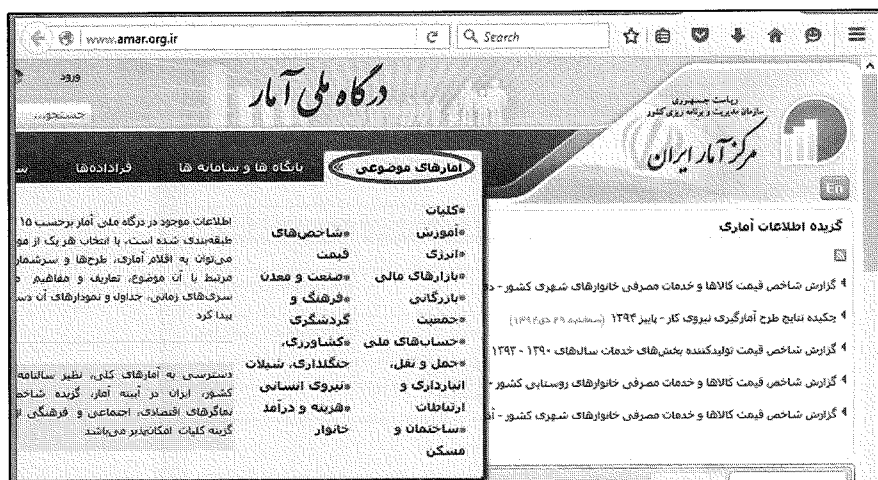 www.amar.org.ir
Search
ورود
جستجو...
درگاه ملی آمار
ریاست جمهوری
سازمان مدیریت و برنامه ریزی کشور
مرکز آمار ایران
En
آمارهای موضوعی »
پایگاه ها و سامانه ها
فراداده‌ها
گزیده اطلاعات آماری
گزارش شاخص قیمت کالاها و خدمات مصرفی خانوارهای شهری کشور -
چکیده نتایج طرح آمارگیری نیروی کار - پاییز ۱۳۹۴ (سه‌شنبه ۲۹ دی ۱۳۹۴)
گزارش شاخص قیمت تولیدکننده بخش‌های خدمات سال‌های ۱۳۹۰ - ۱۳۹۳
گزارش شاخص قیمت کالاها و خدمات مصرفی خانوارهای روستایی کشور -
گزارش شاخص قیمت کالاها و خدمات مصرفی خانوارهای شهری کشور -
»کلیات
»آموزش
»انرژی
»بازارهای مالی
»بازرگانی
»جمعیت
»حساب‌های ملی
»حمل و نقل،
انبارداری و
ارتباطات
»ساختمان و
مسکن
»شاخص‌های
قیمت
»صنعت و معدن
»فرهنگ و
گردشگری
»کشاورزی،
جنگلداری، شیلات
»نیروی انسانی
»هزینه و درآمد
خانوار
اطلاعات موجود در درگاه ملی آمار برحسب ۱۵
طبقه‌بندی شده است. با انتخاب هر یک از
می‌توان به اقلام آماری، طرح‌ها و
مرتبط با آن موضوع، تعاریف و مفاهیم
سری‌های زمانی، جداول و نمودارهای آن
پیدا کرد
دسترسی به آمارهای کلی، نظیر سالنامه
کشور، ایران در آیینه آمار، گزیده
نماگرهای اقتصادی، اجتماعی و فرهنگی
گزینه کلیات امکان‌پذیر می‌باشد